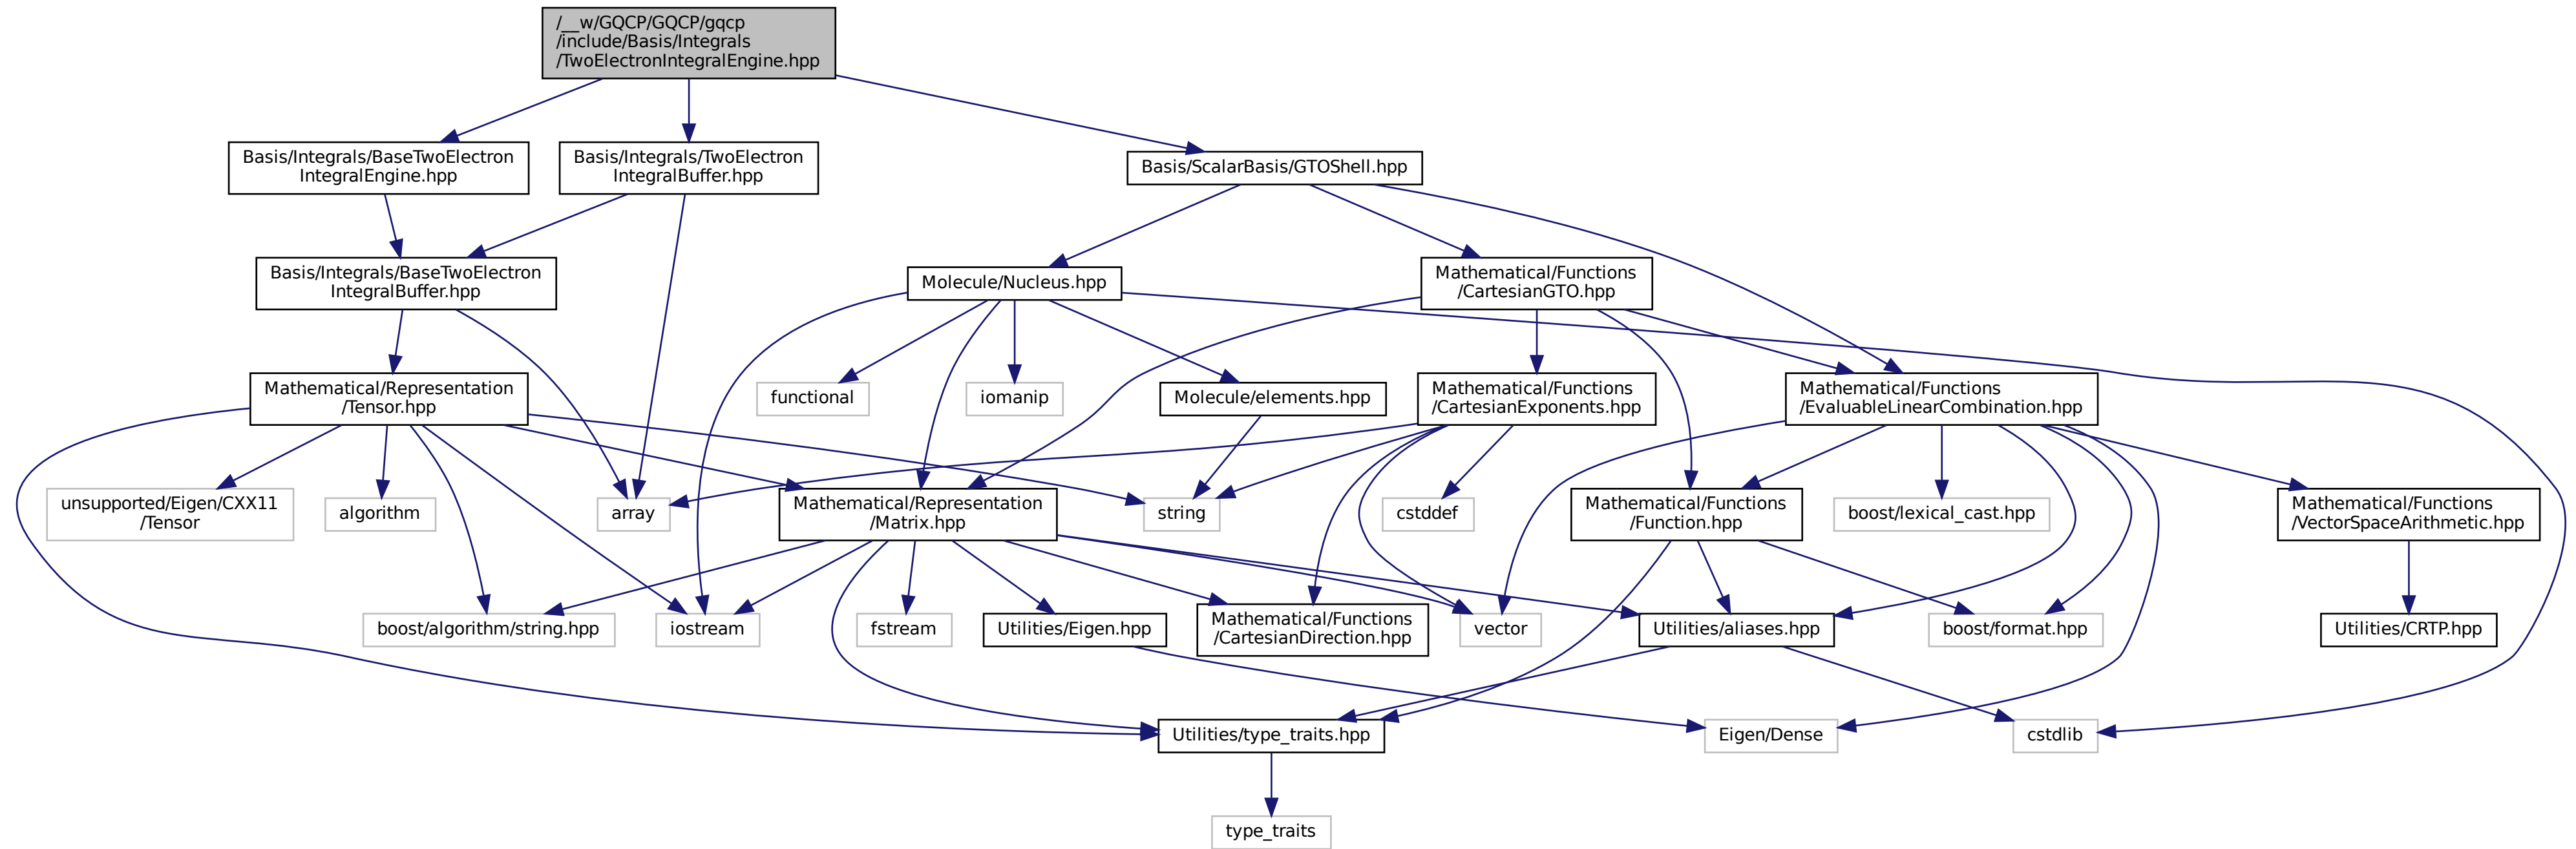 /__w/GQCP/GQCP/gqcp
/include/Basis/Integrals
/TwoElectronIntegralEngine.hpp
Basis/Integrals/BaseTwoElectron
IntegralEngine.hpp
Basis/Integrals/TwoElectron
IntegralBuffer.hpp
Basis/ScalarBasis/GTOShell.hpp
Basis/Integrals/BaseTwoElectron
IntegralBuffer.hpp
Molecule/Nucleus.hpp
Mathematical/Functions
/CartesianGTO.hpp
Mathematical/Representation
/Tensor.hpp
functional
iomanip
Molecule/elements.hpp
Mathematical/Functions
/CartesianExponents.hpp
Mathematical/Functions
/EvaluableLinearCombination.hpp
unsupported/Eigen/CXX11
/Tensor
algorithm
array
Mathematical/Representation
/Matrix.hpp
string
cstddef
Mathematical/Functions
/Function.hpp
boost/lexical_cast.hpp
Mathematical/Functions
/VectorSpaceArithmetic.hpp
boost/algorithm/string.hpp
iostream
fstream
Utilities/Eigen.hpp
Mathematical/Functions
/CartesianDirection.hpp
vector
Utilities/aliases.hpp
boost/format.hpp
Utilities/CRTP.hpp
Utilities/type_traits.hpp
Eigen/Dense
cstdlib
type_traits